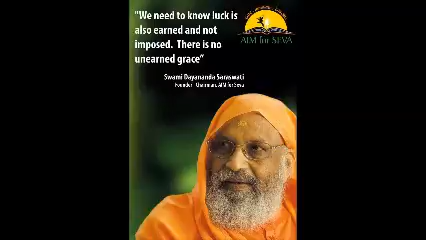 "We need to know luck is
also earned and not
imposed.  There is no
unearned grace"
Swami Dayananda Saraswati
Founder - Chairman, AIM for Seva
AIM for SEVA